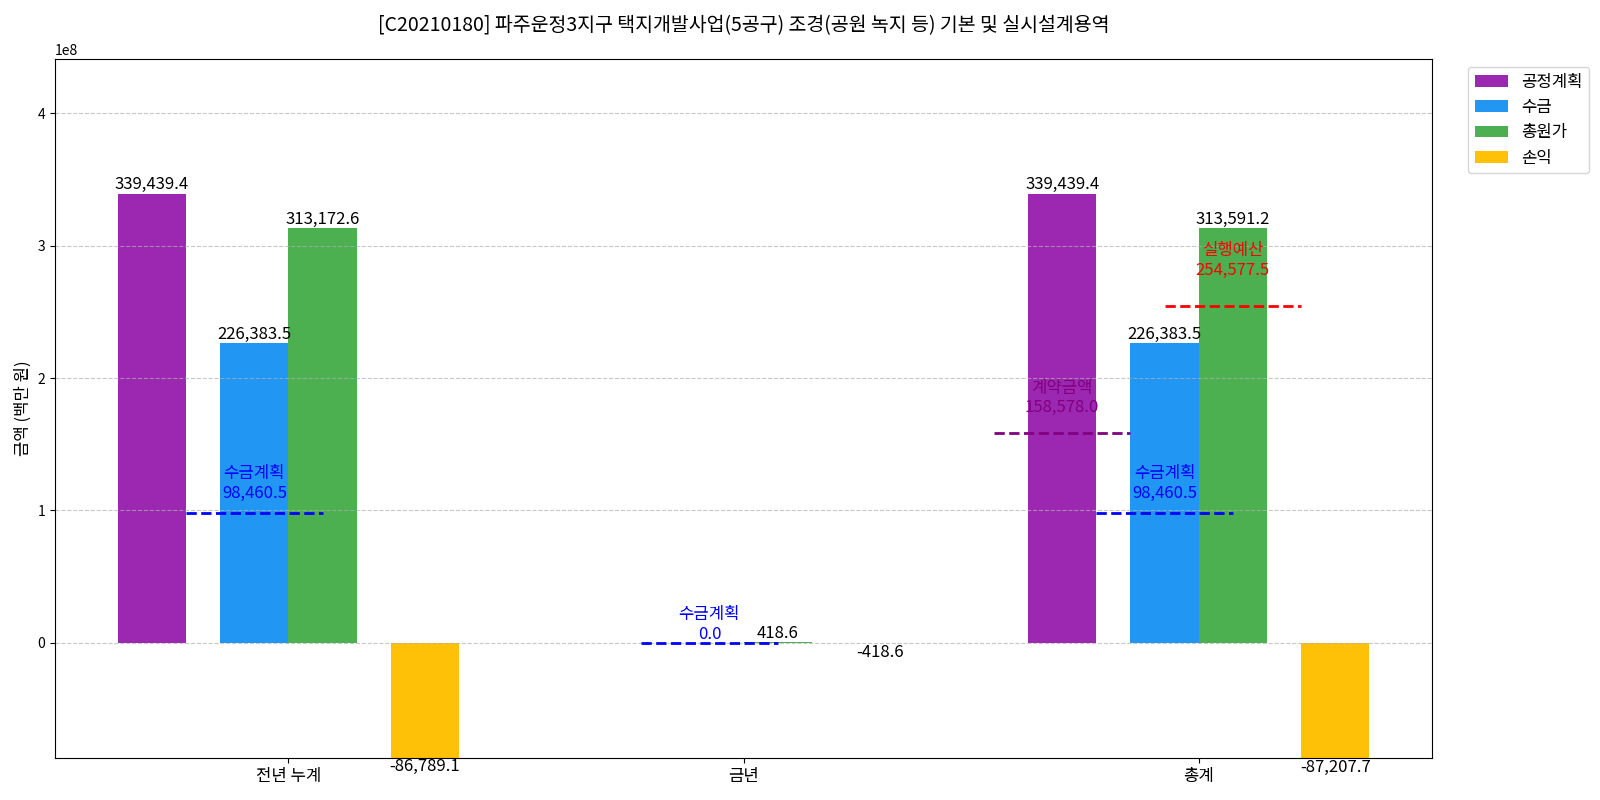 [C20210180] 파주운정3지구 택지개발사업(5공구) 조경(공원 녹지 등) 기본 및 실시설계용역
1e8
금액 (백만 원)
4
3
2
1
0
339,439.4
226,383.5
313,172.6
수금계획
98,460.5
-86,789.1
수금계획
0.0
418.6
-418.6
339,439.4
226,383.5
313,591.2
실행예산
254,577.5
계약금액
158,578.0
수금계획
98,460.5
-87,207.7
전년 누계
금년
총계
공정계획
수금
총원가
손익